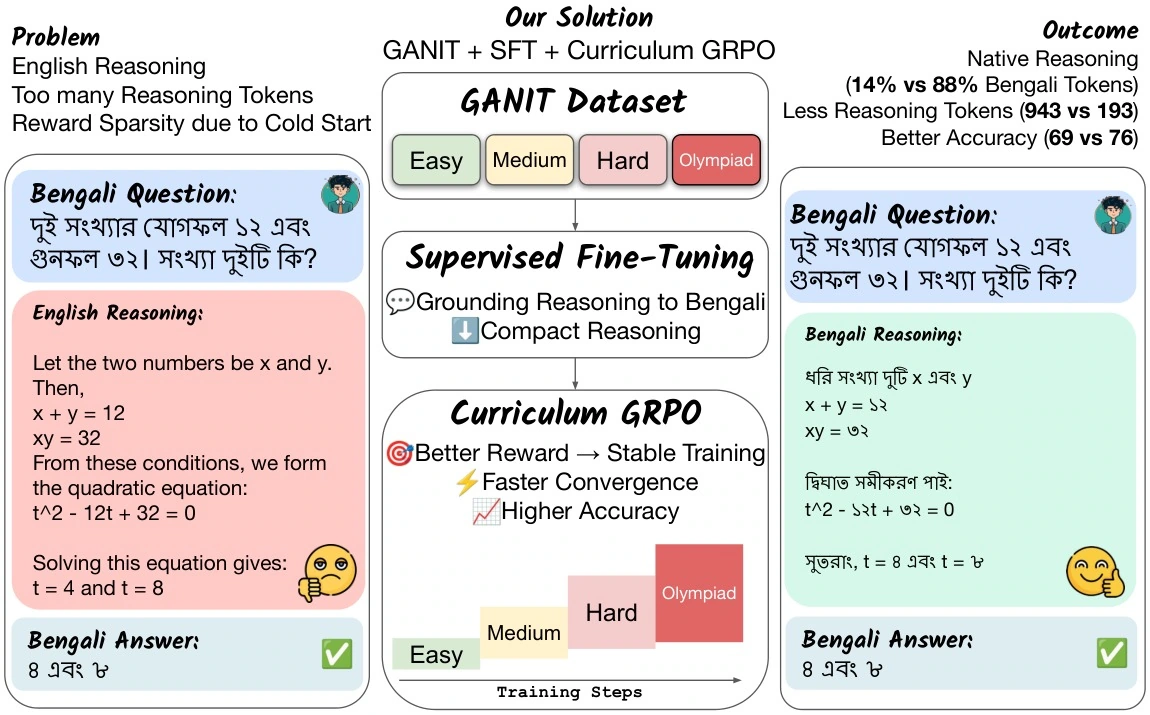 Problem
English Reasoning
Too many Reasoning Tokens
Reward Sparsity due to Cold Start
Bengali Question:
দুই সংখ্যার যোগফল ১২ এবং
গুনফল ৩২। সংখ্যা দুইটি কি?
English Reasoning:
Let the two numbers be x and y.
Then,
x + y = 12
xy = 32
From these conditions, we form
the quadratic equation:
t^2 - 12t + 32 = 0
Solving this equation gives:
t = 4 and t = 8
Bengali Answer:
৪ এবং ৮
Our Solution
GANIT + SFT + Curriculum GRPO
GANIT Dataset
Easy
Medium
Hard
Olympiad
Supervised Fine-Tuning
💬Grounding Reasoning to Bengali
⬇️Compact Reasoning
Curriculum GRPO
🎯Better Reward → Stable Training
⚡Faster Convergence
📈Higher Accuracy
Easy
Medium
Hard
Olympiad
Training Steps
Outcome
Native Reasoning
(14% vs 88% Bengali Tokens)
Less Reasoning Tokens (943 vs 193)
Better Accuracy (69 vs 76)
Bengali Question:
দুই সংখ্যার যোগফল ১২ এবং
গুনফল ৩২। সংখ্যা দুইটি কি?
Bengali Reasoning:
ধরি সংখ্যা দুটি x এবং y
x + y = ১২
xy = ৩২
দ্বিঘাত সমীকরণ পাই:
t^2 - ১২t + ৩২ = 0
সুতরাং, t = ৪ এবং t = ৮
Bengali Answer:
৪ এবং ৮